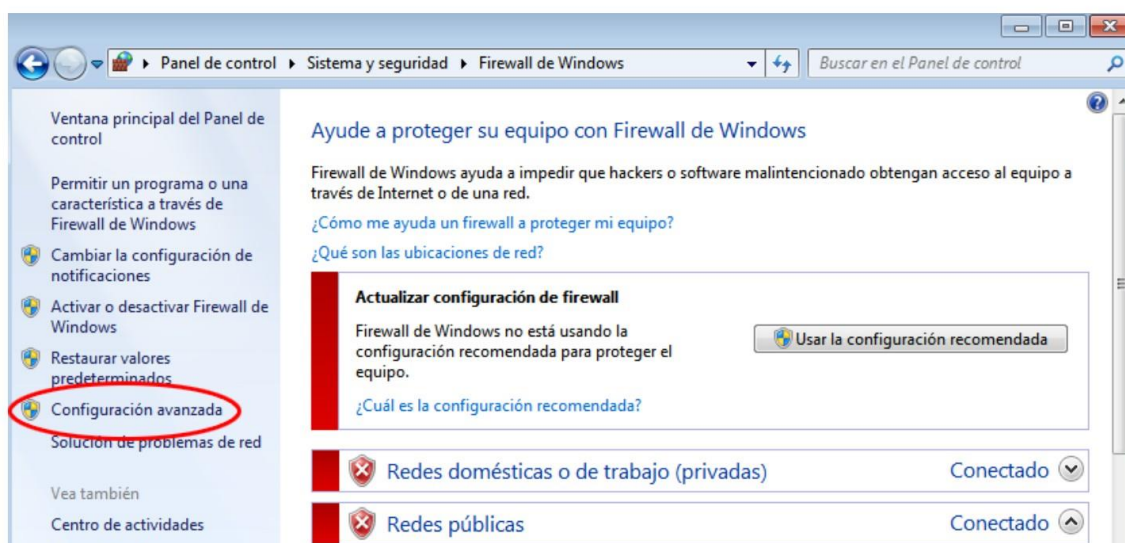 Panel de control ▸ Sistema y seguridad ▸ Firewall de Windows
Buscar en el Panel de control
Ventana principal del Panel de
control
Permitir un programa o una
característica a través de
Firewall de Windows
Cambiar la configuración de
notificaciones
Activar o desactivar Firewall de
Windows
Restaurar valores
predeterminados
Configuración avanzada
Solución de problemas de red
Vea también
Centro de actividades
Ayude a proteger su equipo con Firewall de Windows
Firewall de Windows ayuda a impedir que hackers o software malintencionado obtengan acceso al equipo a
través de Internet o de una red.
¿Cómo me ayuda un firewall a proteger mi equipo?
¿Qué son las ubicaciones de red?
Actualizar configuración de firewall
Firewall de Windows no está usando la
configuración recomendada para proteger el
equipo.
Usar la configuración recomendada
¿Cuál es la configuración recomendada?
Redes domésticas o de trabajo (privadas) Conectado
Redes públicas Conectado